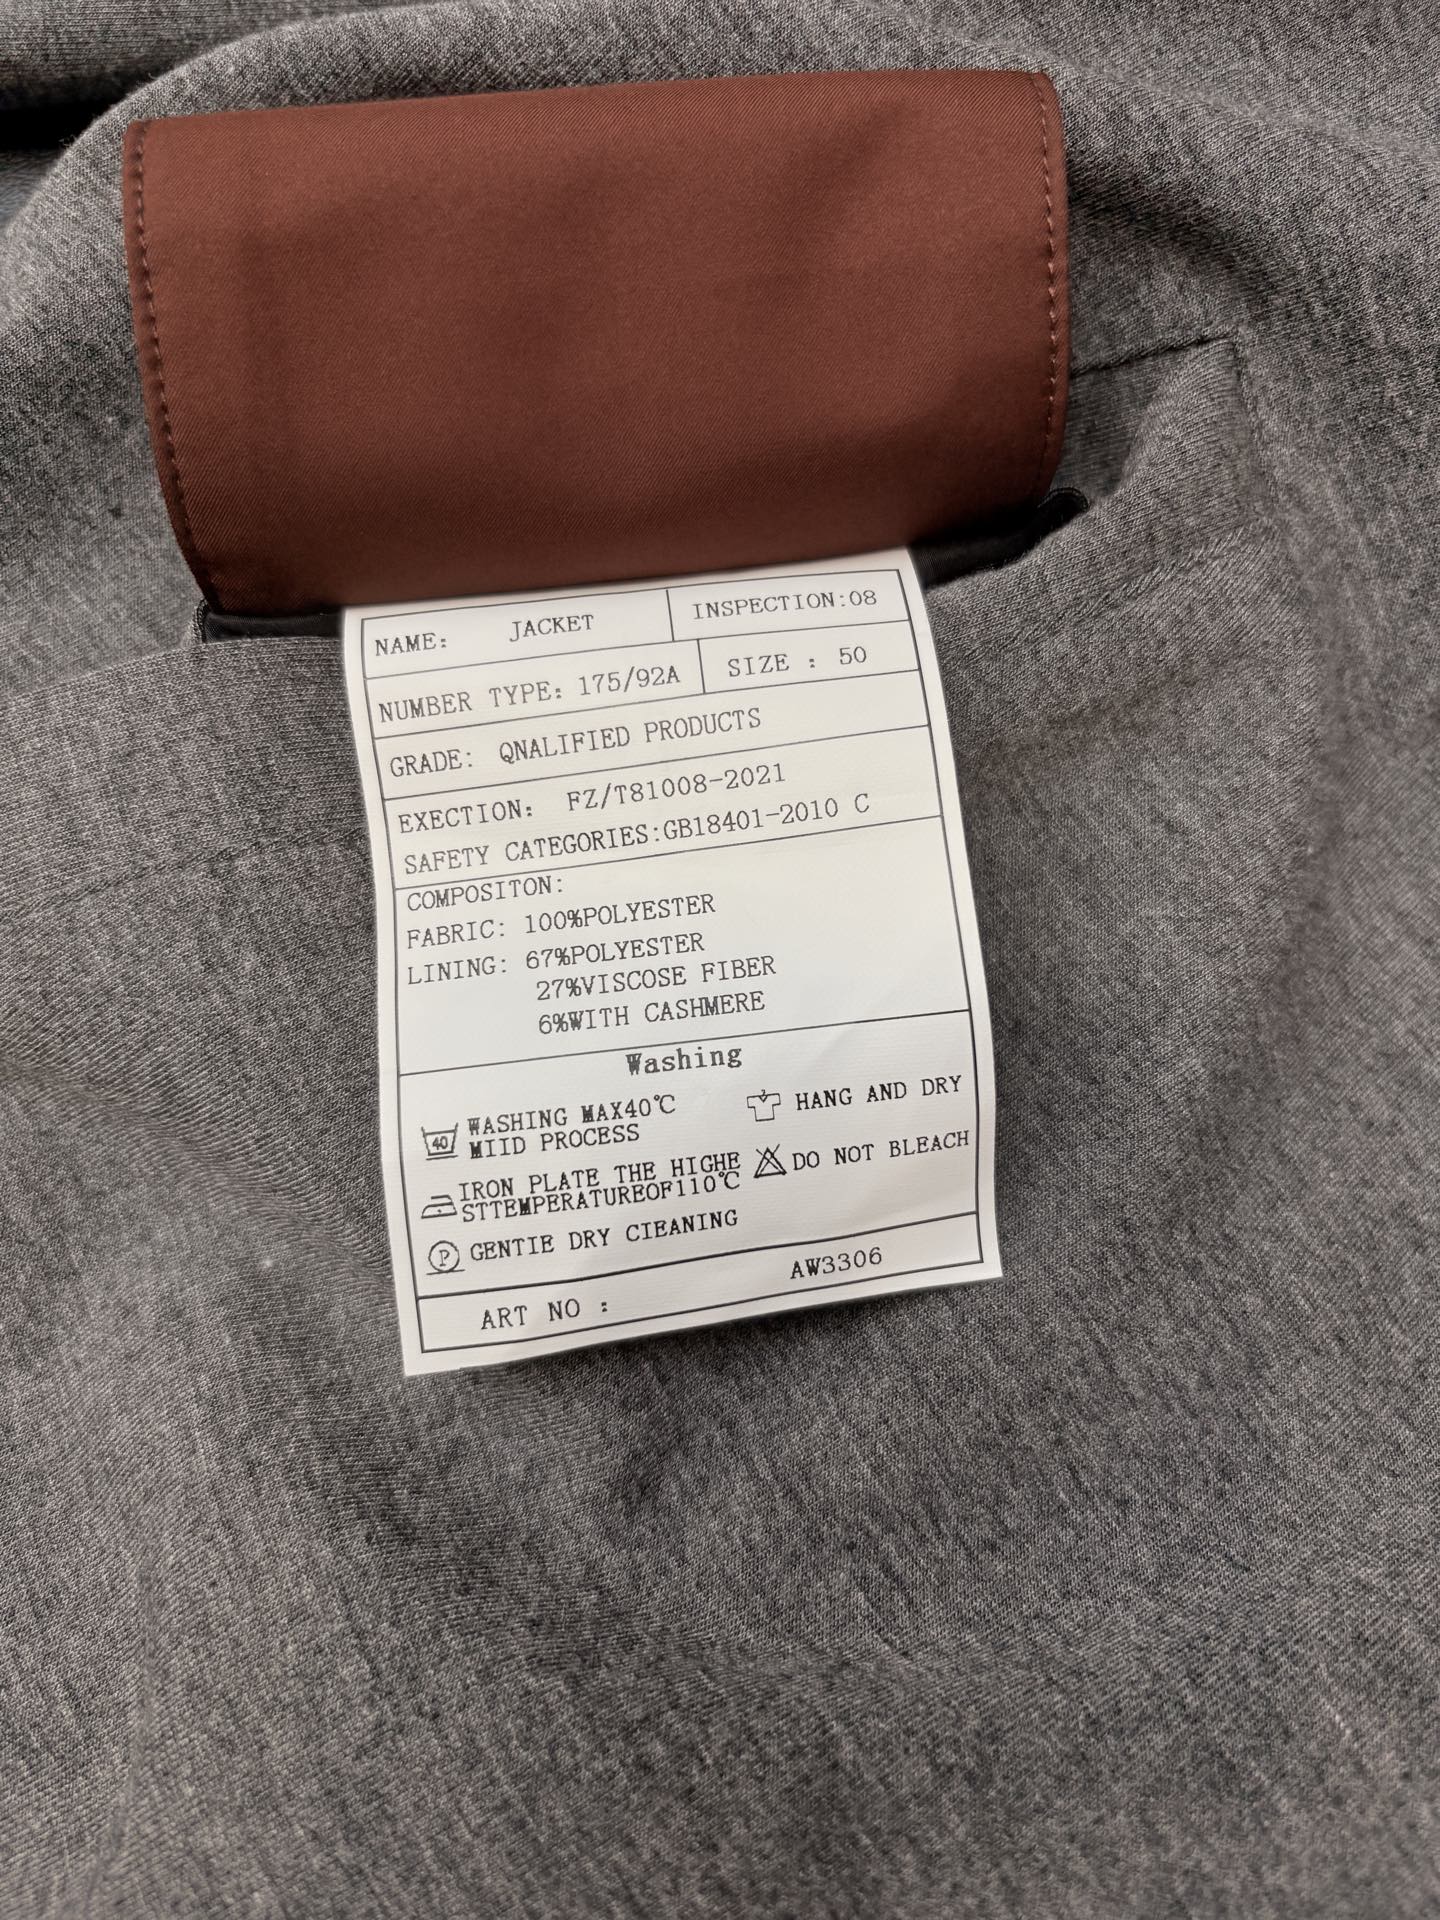 NAME: JACKET INSPECTION:08
NUMBER TYPE: 175/92A SIZE : 50
GRADE: QNALIFIED PRODUCTS
EXECTION: FZ/T81008-2021
SAFETY CATEGORIES:GB18401-2010 C
COMPOSITON:
FABRIC: 100%POLYESTER
LINING: 67%POLYESTER
27%VISCOSE FIBER
6%WITH CASHMERE
Washing
40 WASHING MAX40℃
MIID PROCESS
HANG AND DRY
IRON PLATE THE HIGHE
STTEMPERATUREOF110℃
DO NOT BLEACH
P GENTIE DRY CIEANING
ART NO : AW3306